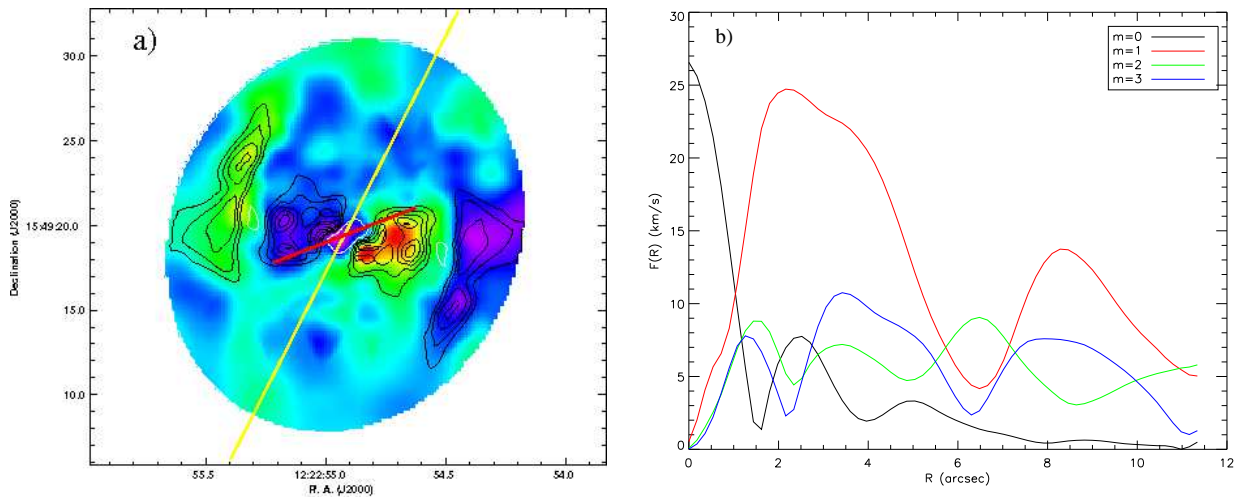 a)
30.0
25.0
15:49:20.0
15.0
10.0
Declination (J2000)
55.5
12:22:55.0
54.5
54.0
R. A. (J2000)
b)
m=0
m=1
m=2
m=3
30
25
20
15
10
5
0
F(R) (km/s)
0
2
4
6
8
10
12
R (arcsec)